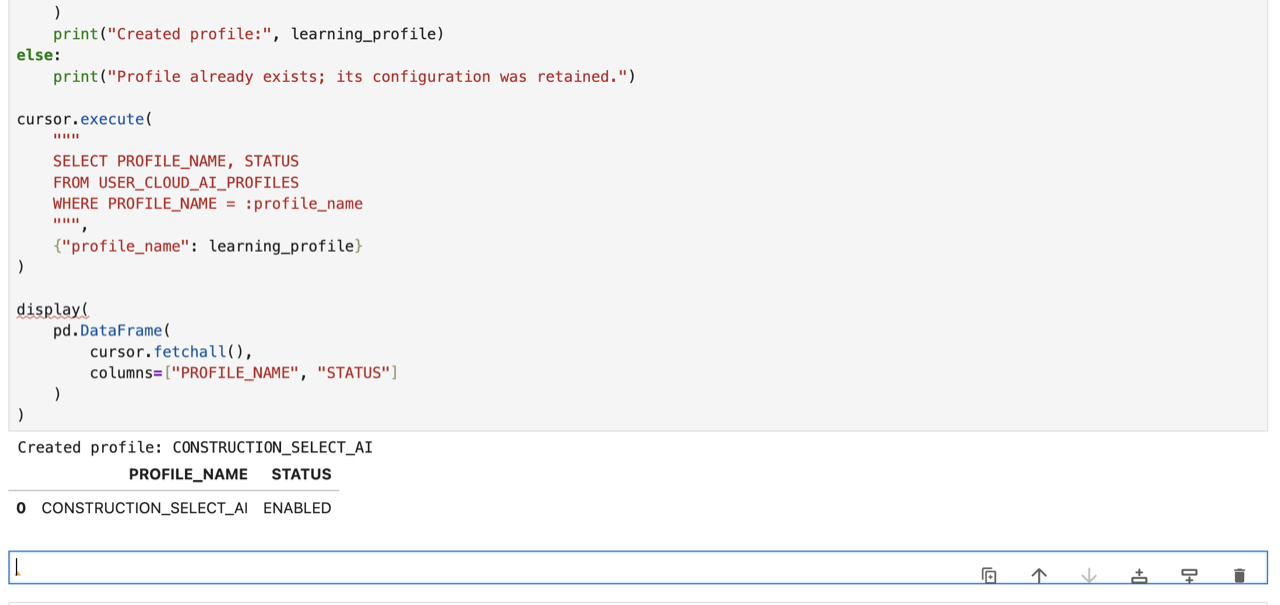 )
    print("Created profile:", learning_profile)
else:
    print("Profile already exists; its configuration was retained.")

cursor.execute(
    """
    SELECT PROFILE_NAME, STATUS
    FROM USER_CLOUD_AI_PROFILES
    WHERE PROFILE_NAME = :profile_name
    """,
    {"profile_name": learning_profile}
)

display(
    pd.DataFrame(
        cursor.fetchall(),
        columns=["PROFILE_NAME", "STATUS"]
    )
)
Created profile: CONSTRUCTION_SELECT_AI
PROFILE_NAME STATUS
0 CONSTRUCTION_SELECT_AI ENABLED